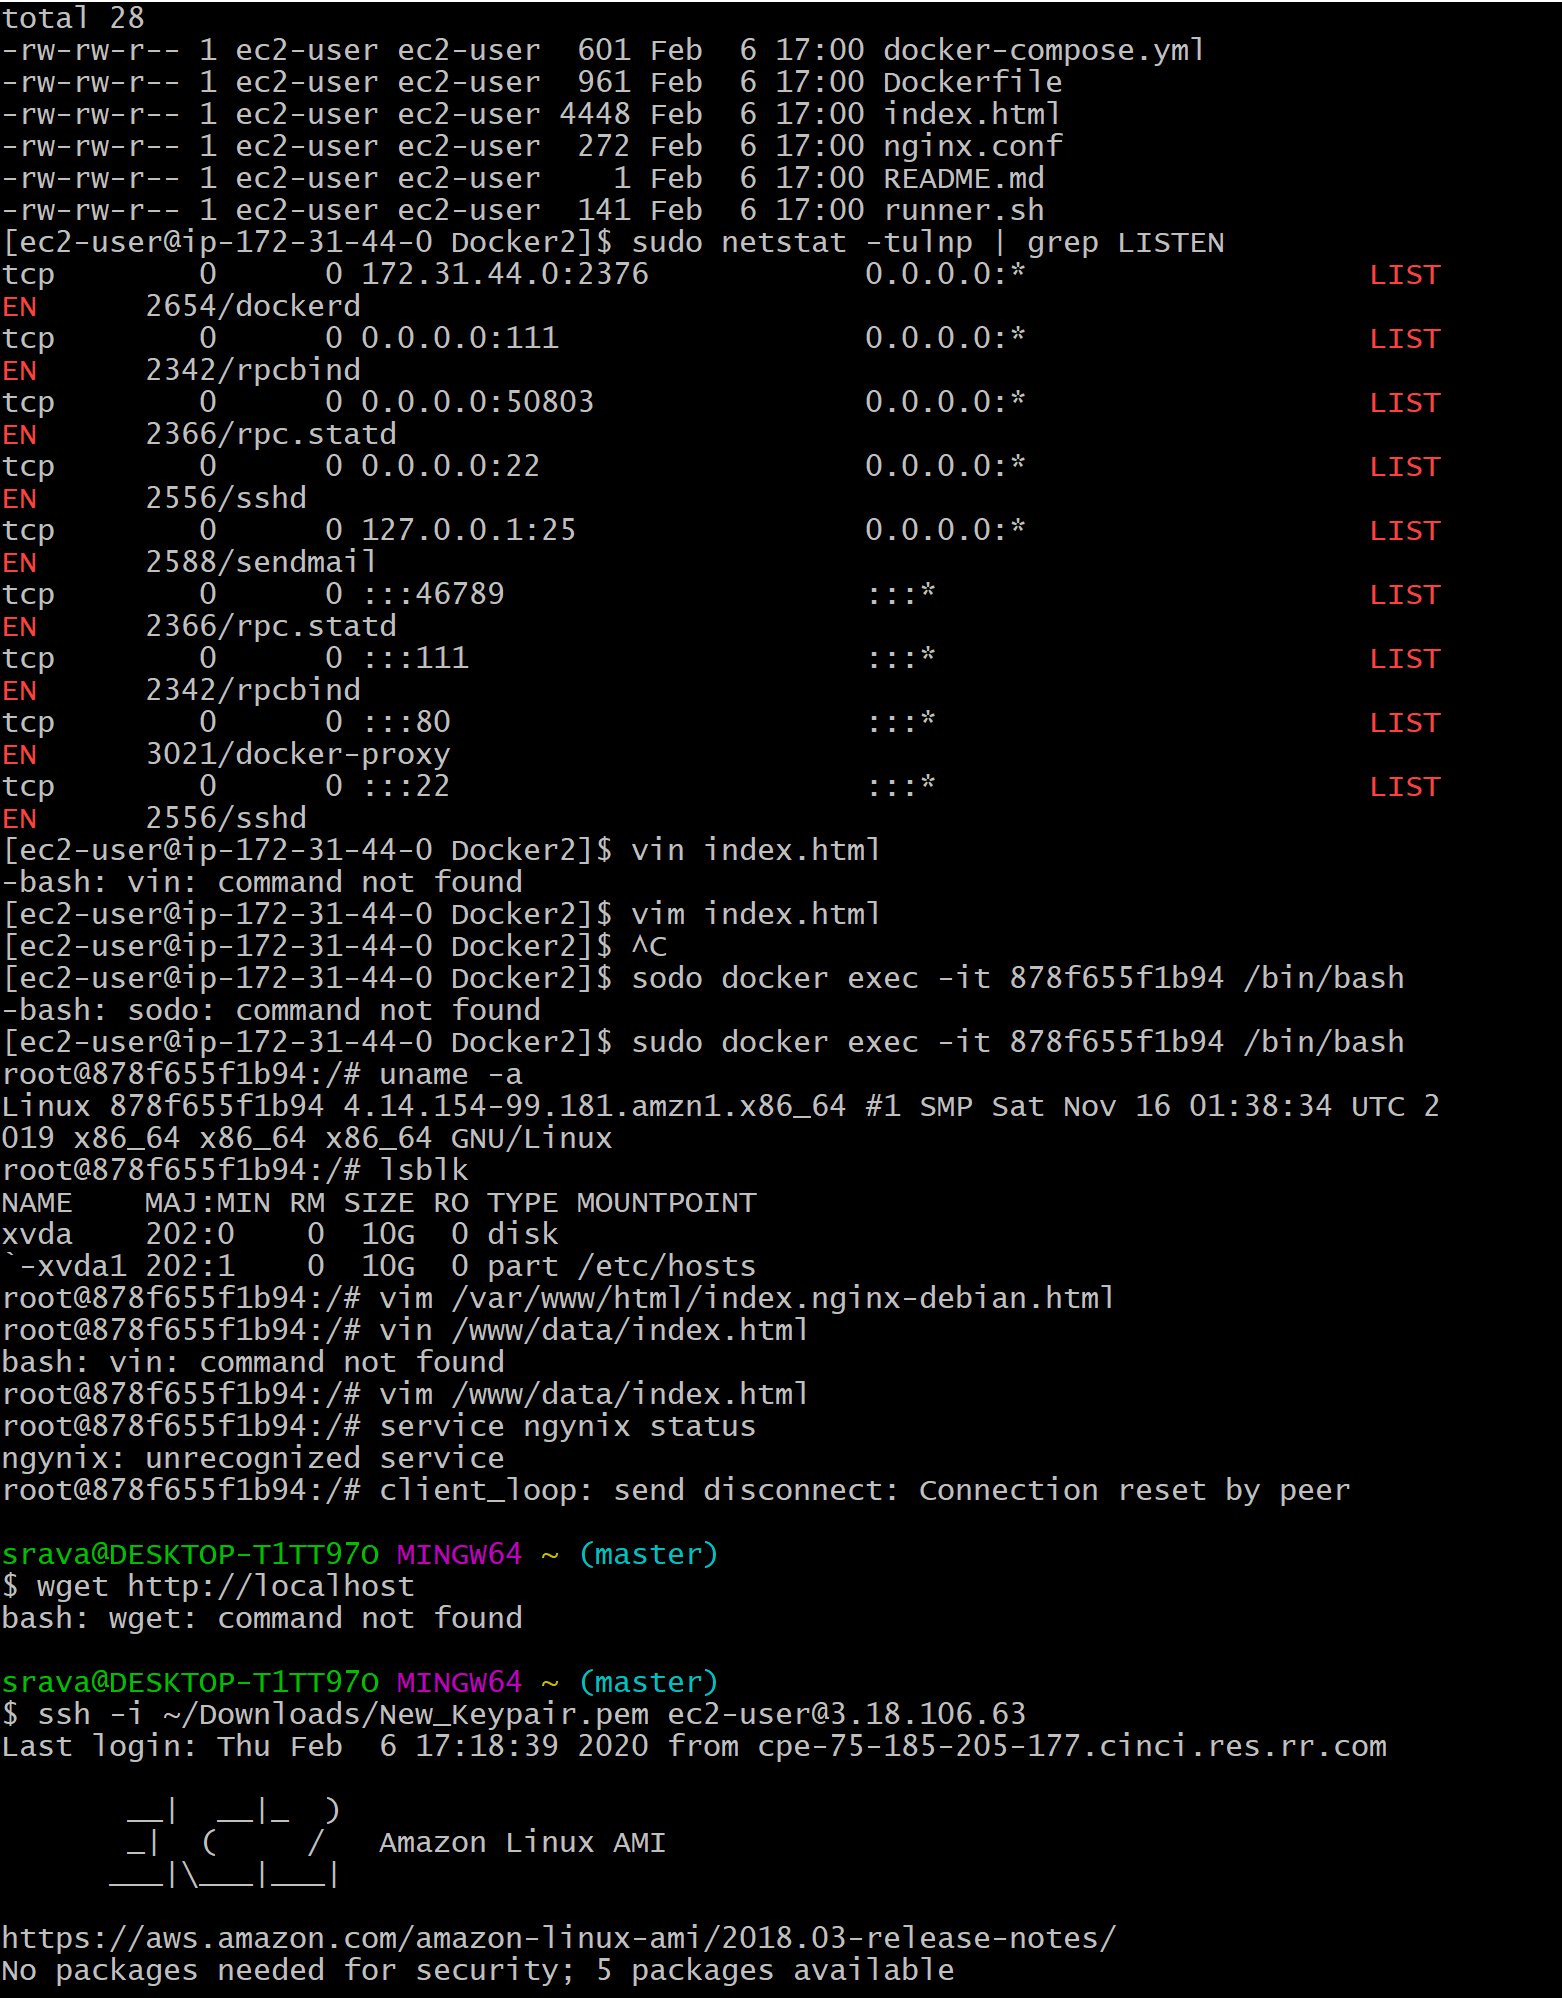 total 28
-rw-rw-r-- 1 ec2-user ec2-user  601 Feb  6 17:00 docker-compose.yml
-rw-rw-r-- 1 ec2-user ec2-user  961 Feb  6 17:00 Dockerfile
-rw-rw-r-- 1 ec2-user ec2-user 4448 Feb  6 17:00 index.html
-rw-rw-r-- 1 ec2-user ec2-user  272 Feb  6 17:00 nginx.conf
-rw-rw-r-- 1 ec2-user ec2-user    1 Feb  6 17:00 README.md
-rw-rw-r-- 1 ec2-user ec2-user  141 Feb  6 17:00 runner.sh
[ec2-user@ip-172-31-44-0 Docker2]$ sudo netstat -tulnp | grep LISTEN
tcp        0      0 172.31.44.0:2376            0.0.0.0:*                   LIST
EN      2654/dockerd
tcp        0      0 0.0.0.0:111                 0.0.0.0:*                   LIST
EN      2342/rpcbind
tcp        0      0 0.0.0.0:50803               0.0.0.0:*                   LIST
EN      2366/rpc.statd
tcp        0      0 0.0.0.0:22                  0.0.0.0:*                   LIST
EN      2556/sshd
tcp        0      0 127.0.0.1:25                0.0.0.0:*                   LIST
EN      2588/sendmail
tcp        0      0 :::46789                    :::*                        LIST
EN      2366/rpc.statd
tcp        0      0 :::111                      :::*                        LIST
EN      2342/rpcbind
tcp        0      0 :::80                       :::*                        LIST
EN      3021/docker-proxy
tcp        0      0 :::22                       :::*                        LIST
EN      2556/sshd
[ec2-user@ip-172-31-44-0 Docker2]$ vin index.html
-bash: vin: command not found
[ec2-user@ip-172-31-44-0 Docker2]$ vim index.html
[ec2-user@ip-172-31-44-0 Docker2]$ ^C
[ec2-user@ip-172-31-44-0 Docker2]$ sodo docker exec -it 878f655f1b94 /bin/bash
-bash: sodo: command not found
[ec2-user@ip-172-31-44-0 Docker2]$ sudo docker exec -it 878f655f1b94 /bin/bash
root@878f655f1b94:/# uname -a
Linux 878f655f1b94 4.14.154-99.181.amzn1.x86_64 #1 SMP Sat Nov 16 01:38:34 UTC 2
019 x86_64 x86_64 x86_64 GNU/Linux
root@878f655f1b94:/# lsblk
NAME    MAJ:MIN RM SIZE RO TYPE MOUNTPOINT
xvda    202:0    0  10G  0 disk
`-xvda1 202:1    0  10G  0 part /etc/hosts
root@878f655f1b94:/# vim /var/www/html/index.nginx-debian.html
root@878f655f1b94:/# vin /www/data/index.html
bash: vin: command not found
root@878f655f1b94:/# vim /www/data/index.html
root@878f655f1b94:/# service ngynix status
ngynix: unrecognized service
root@878f655f1b94:/# client_loop: send disconnect: Connection reset by peer
srava@DESKTOP-T1TT97O MINGW64 ~ (master)
$ wget http://localhost
bash: wget: command not found
srava@DESKTOP-T1TT97O MINGW64 ~ (master)
$ ssh -i ~/Downloads/New_Keypair.pem ec2-user@3.18.106.63
Last login: Thu Feb  6 17:18:39 2020 from cpe-75-185-205-177.cinci.res.rr.com
       __|  __|_  )
       _|  (     /   Amazon Linux AMI
      ___|\___|___|
https://aws.amazon.com/amazon-linux-ami/2018.03-release-notes/
No packages needed for security; 5 packages available